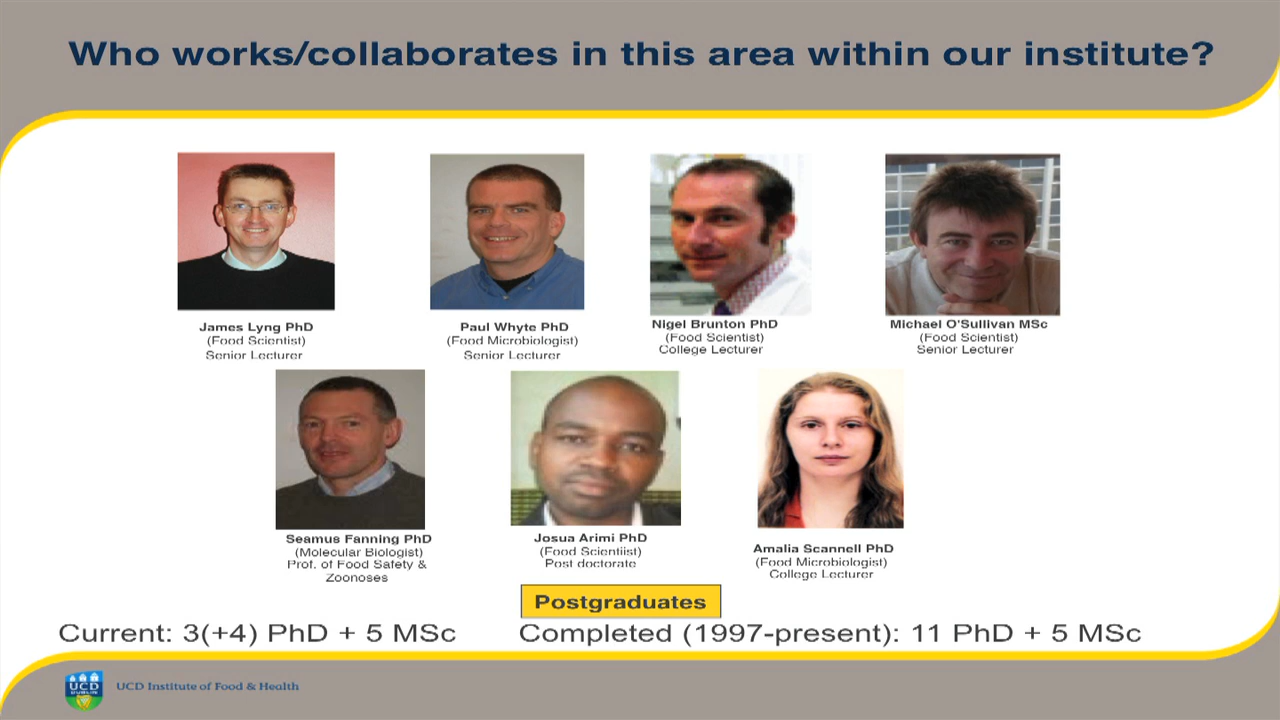 Who works/collaborates in this area within our institute?
James Lyng PhD
(Food Scientist)
Senior Lecturer
Paul Whyte PhD
(Food Microbiologist)
Senior Lecturer
Nigel Brunton PhD
(Food Scientist)
College Lecturer
Michael O'Sullivan MSc
(Food Scientist)
Senior Lecturer
Seamus Fanning PhD
(Molecular Biologist)
Prof. of Food Safety &
Zoonoses
Josua Arimi PhD
(Food Scientiist)
Post doctorate
Amalia Scannell PhD
(Food Microbiologist)
College Lecturer
Postgraduates
Current: 3(+4) PhD + 5 MSc
Completed (1997-present): 11 PhD + 5 MSc
UCD
DUBLIN
UCD Institute of Food & Health